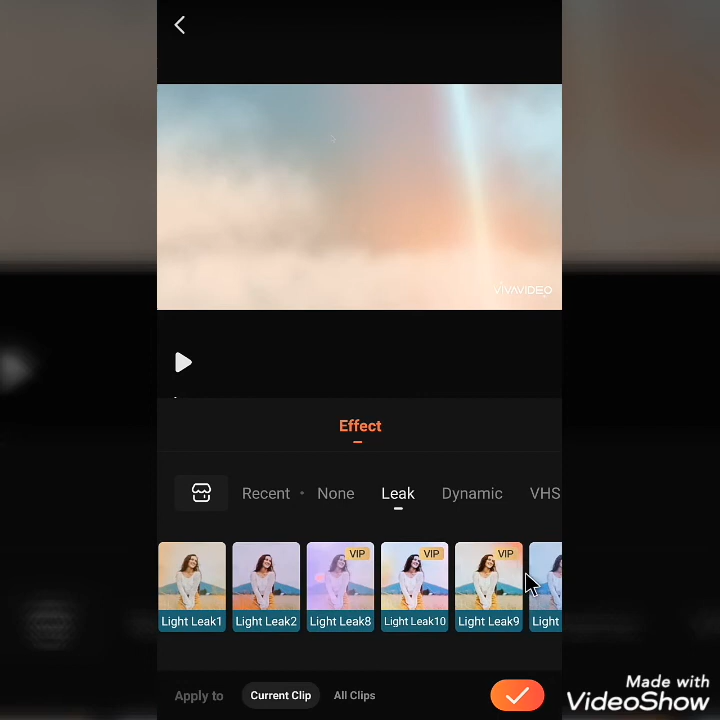 VIVAVIDEO
Effect
Recent • None Leak Dynamic VHS
VIP VIP VIP
Light Leak1 Light Leak2 Light Leak8 Light Leak10 Light Leak9 Light
Apply to Current Clip All Clips
Made with
VideoShow